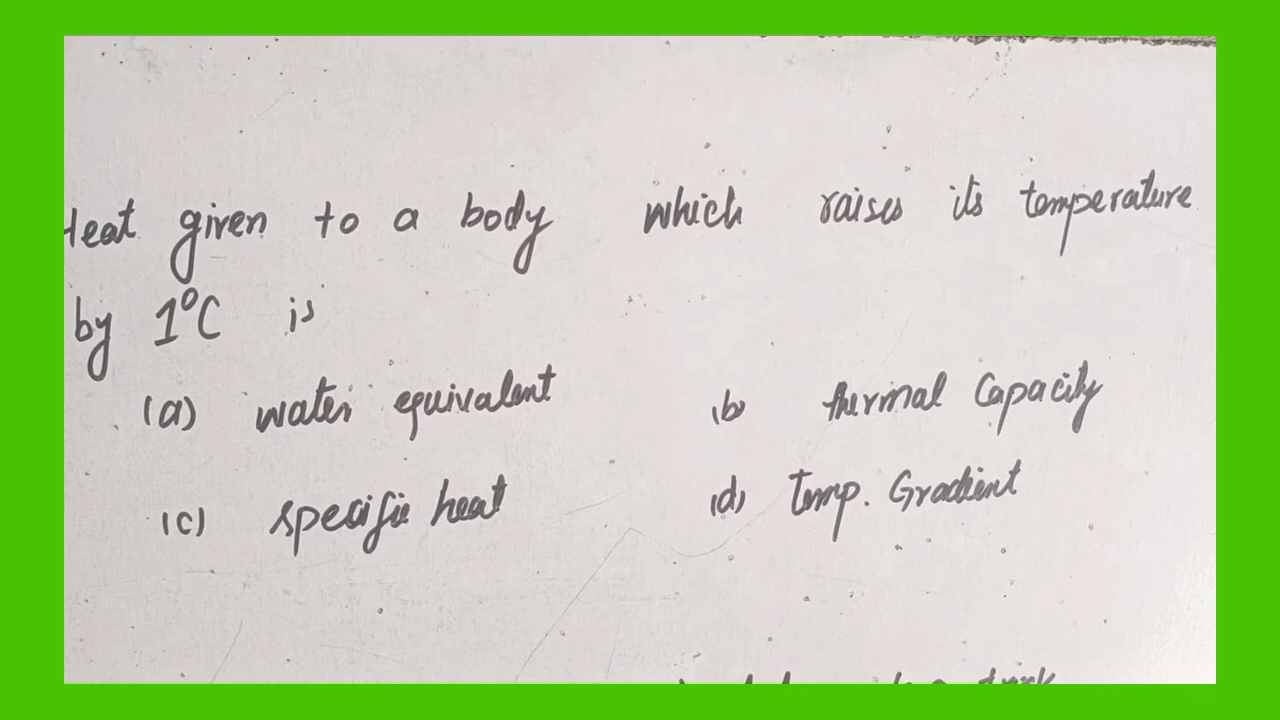 Heat given to a body which raises its temperature
by 1°C is
(a) water equivalent (b) thermal Capacity
(c) specific heat (d) Temp. Gradient